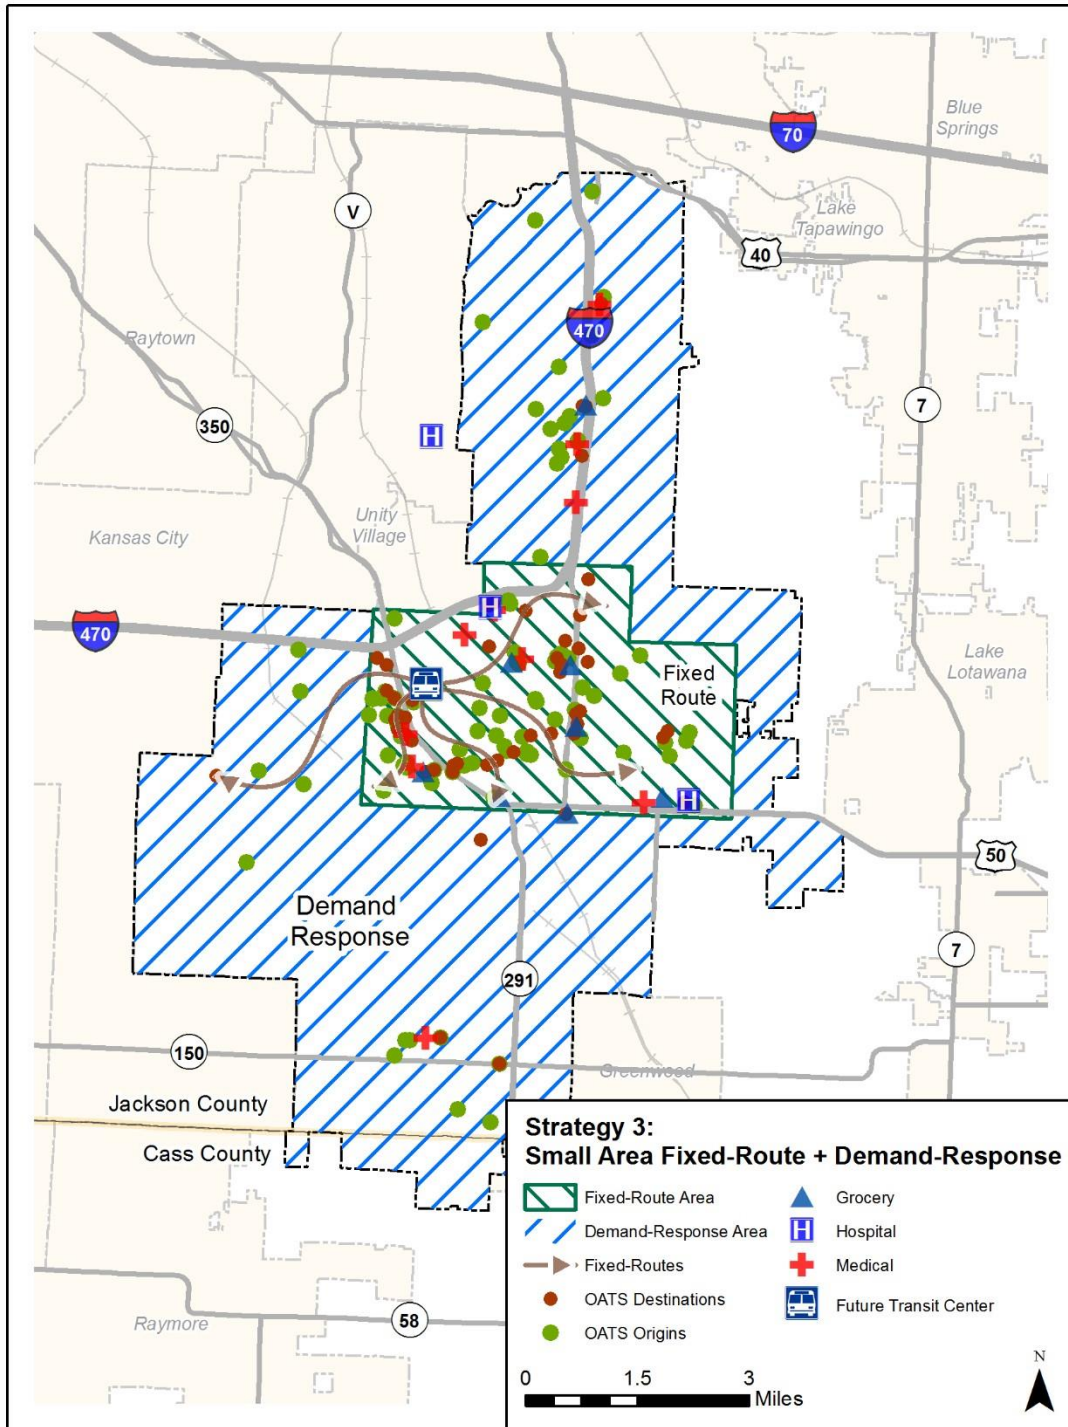 70
Blue
Springs
V
Lake
Tapawingo
40
470
Raytown
7
350
H
Unity
Village
Kansas City
H
470
Lake
Lotawana
Fixed
Route
H
50
Demand
Response
7
291
150
Greenwood
Jackson County
Cass County
Strategy 3:
Small Area Fixed-Route + Demand-Response
Fixed-Route Area
Grocery
Demand-Response Area
H Hospital
Fixed-Routes
Medical
OATS Destinations
Future Transit Center
OATS Origins
Raymore
58
0 1.5 3
Miles
N